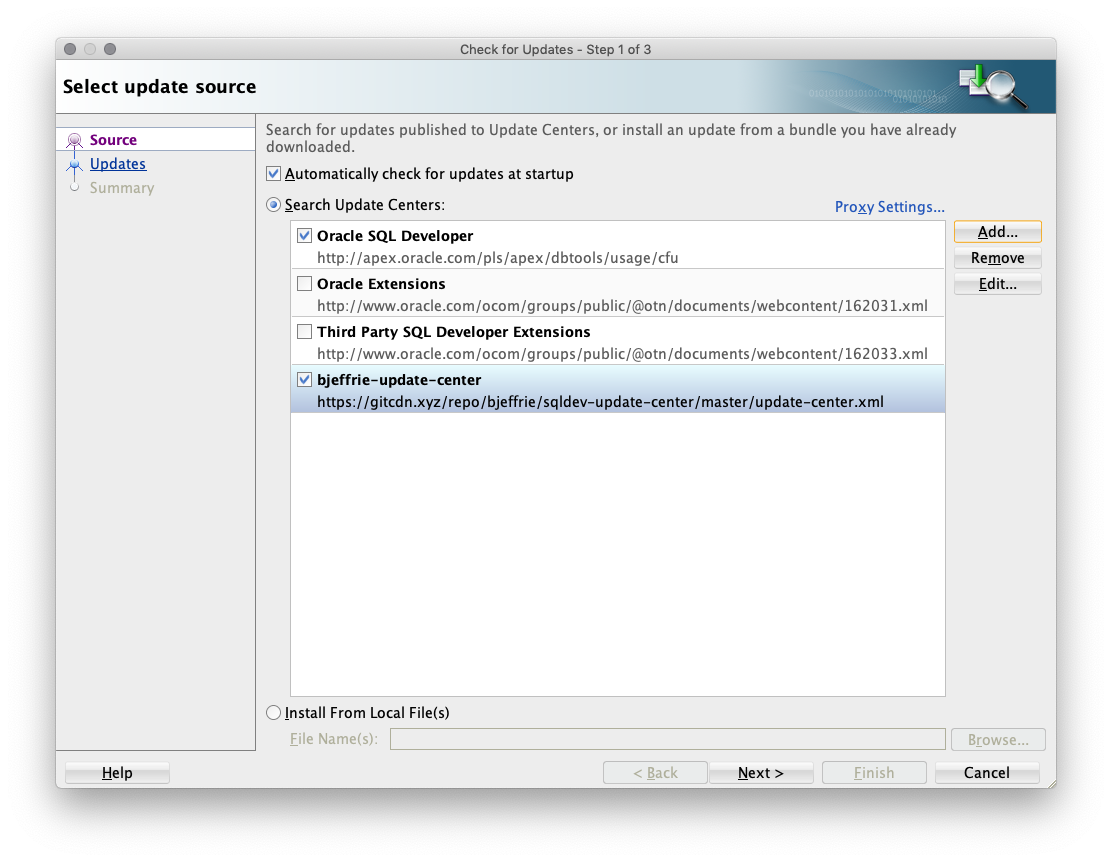 Check for Updates - Step 1 of 3
Select update source
Source
Updates
Summary
Search for updates published to Update Centers, or install an update from a bundle you have already
downloaded.
Automatically check for updates at startup
Search Update Centers:
Proxy Settings...
Oracle SQL Developer
http://apex.oracle.com/pls/apex/dbtools/usage/cfu
Oracle Extensions
http://www.oracle.com/ocom/groups/public/@otn/documents/webcontent/162031.xml
Third Party SQL Developer Extensions
http://www.oracle.com/ocom/groups/public/@otn/documents/webcontent/162033.xml
bjeffrie-update-center
https://gitcdn.xyz/repo/bjeffrie/sqldev-update-center/master/update-center.xml
Add...
Remove
Edit...
Install From Local File(s)
File Name(s):
Browse...
Help
< Back
Next >
Finish
Cancel